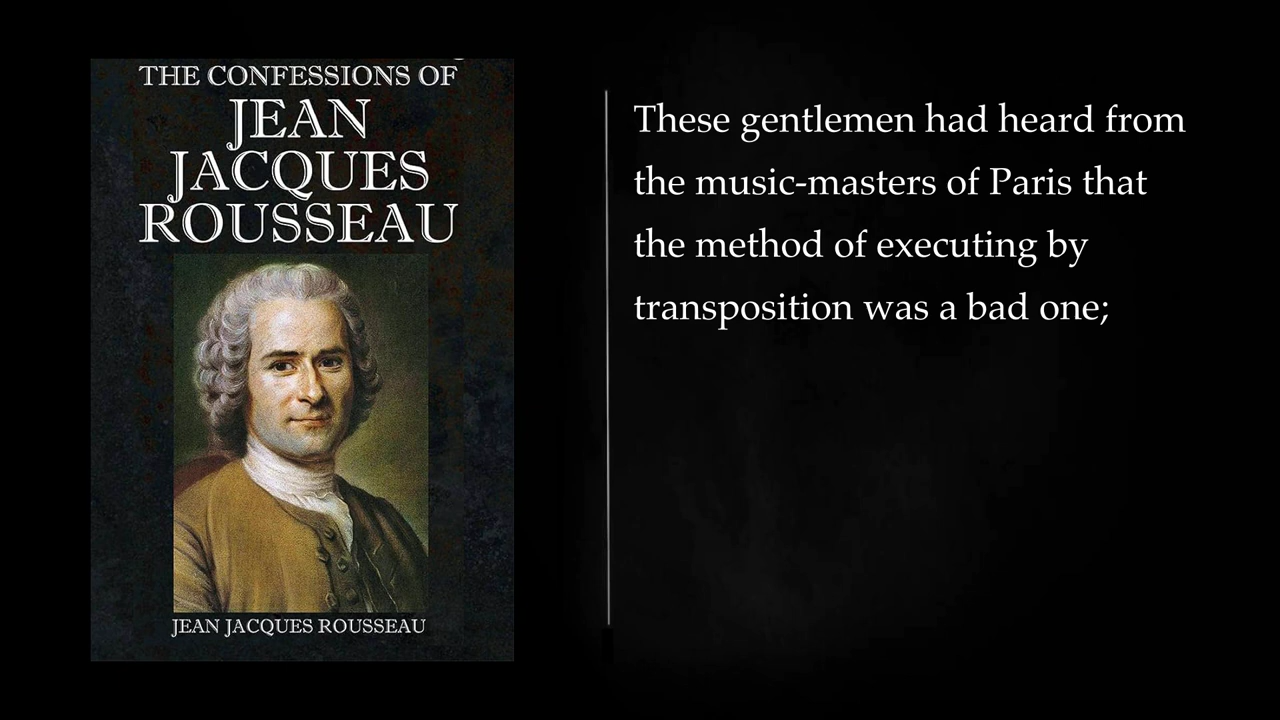 THE CONFESSIONS OF
JEAN
JACQUES
ROUSSEAU
JEAN JACQUES ROUSSEAU
These gentlemen had heard from
the music-masters of Paris that
the method of executing by
transposition was a bad one;